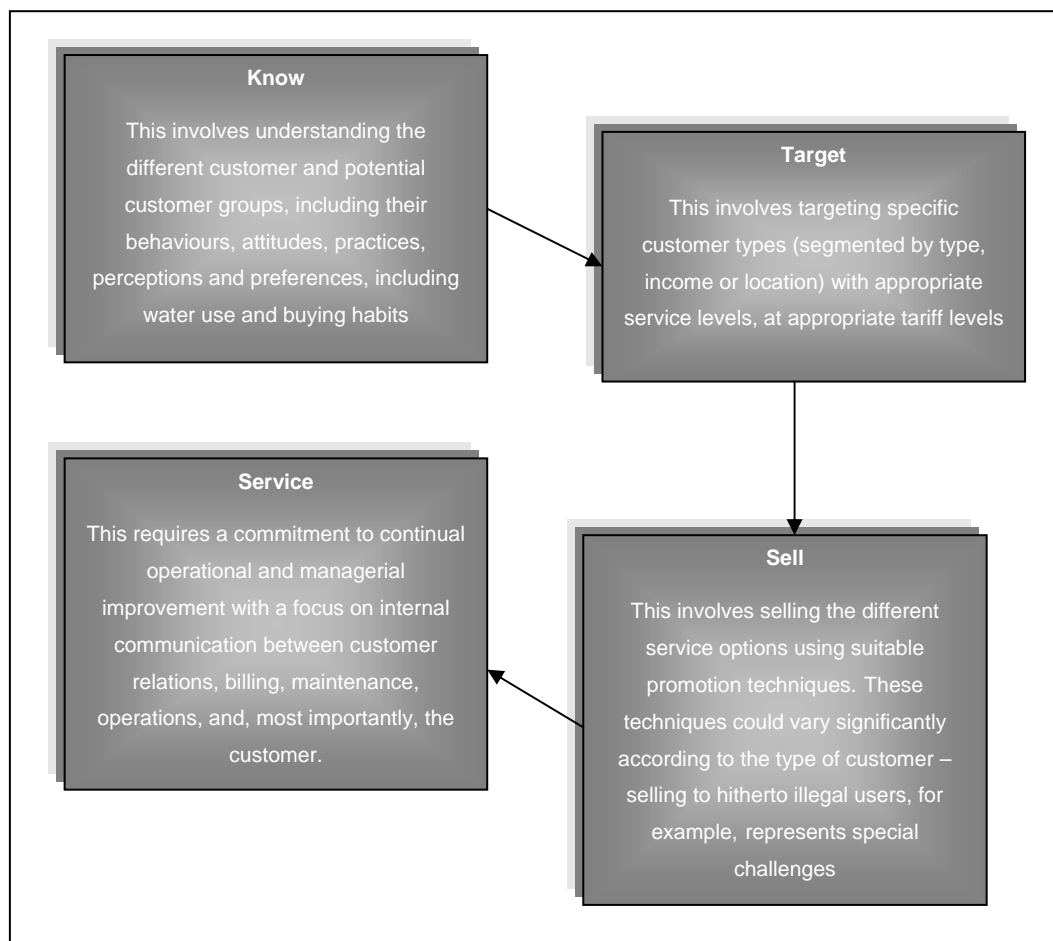 Know
This involves understanding the
different customer and potential
customer groups, including their
behaviours, attitudes, practices,
perceptions and preferences, including
water use and buying habits
Target
This involves targeting specific
customer types (segmented by type,
income or location) with appropriate
service levels, at appropriate tariff levels
Sell
This involves selling the different
service options using suitable
promotion techniques. These
techniques could vary significantly
according to the type of customer –
selling to hitherto illegal users, for
example, represents special
challenges
Service
This requires a commitment to continual
operational and managerial
improvement with a focus on internal
communication between customer
relations, billing, maintenance,
operations, and, most importantly, the
customer.